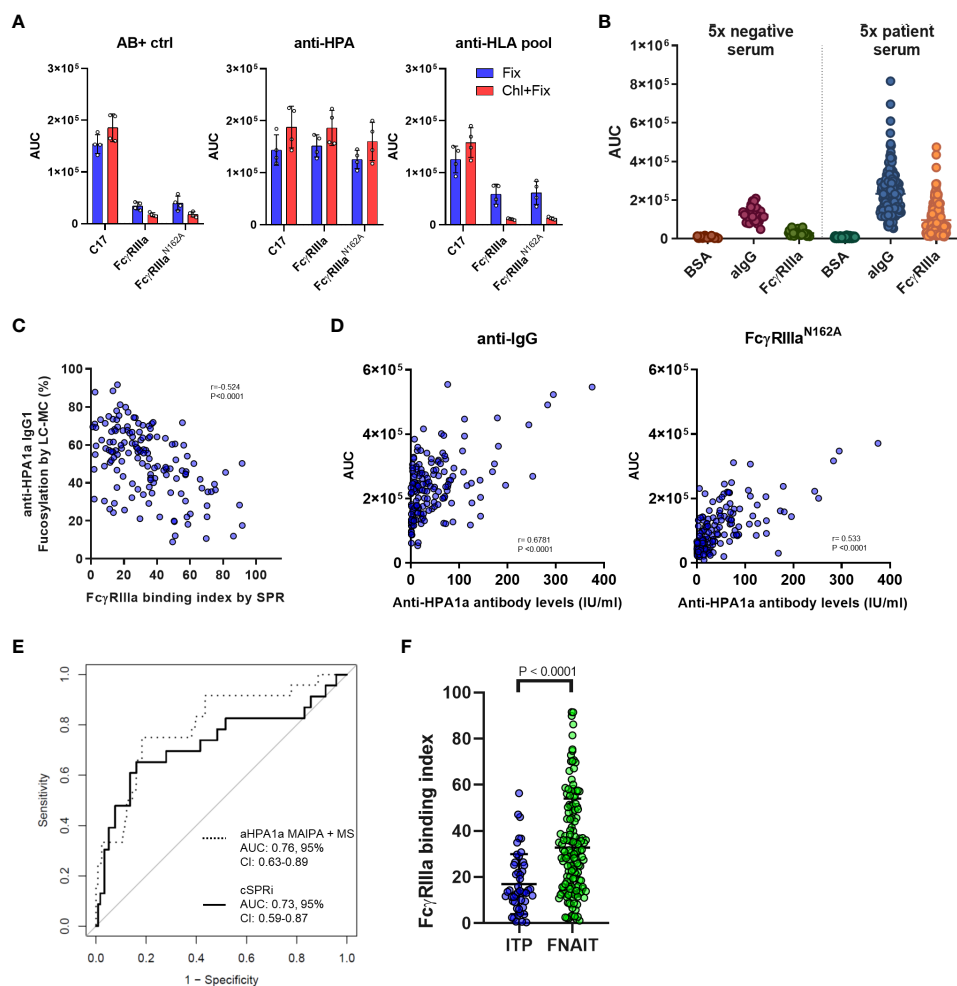 A
AB+ ctrl
anti-HPA
anti-HLA pool
3×10⁵
2×10⁵
1×10⁵
0
AUC
C17
FcγRIIIa
FcγRIIIaᴺ¹⁶²ᴬ
3×10⁵
2×10⁵
1×10⁵
0
AUC
C17
FcγRIIIa
FcγRIIIaᴺ¹⁶²ᴬ
3×10⁵
2×10⁵
1×10⁵
0
AUC
Fix
Chl+Fix
C17
FcγRIIIa
FcγRIIIaᴺ¹⁶²ᴬ
B
5x negative
serum
5x patient
serum
1×10⁶
8×10⁵
6×10⁵
4×10⁵
2×10⁵
0
AUC
BSA
aIgG
FcγRIIIa
BSA
aIgG
FcγRIIIa
C
anti-HPA1a IgG1
Fucosylation by LC-MC (%)
100
80
60
40
20
0
r=-0.524
P<0.0001
0 20 40 60 80 100
FcγRIIIa binding index by SPR
D
anti-IgG
6×10⁵
4×10⁵
2×10⁵
0
AUC
r= 0.6781
P <0.0001
0 100 200 300 400
Anti-HPA1a antibody levels (IU/ml)
FcγRIIIaᴺ¹⁶²ᴬ
6×10⁵
4×10⁵
2×10⁵
0
AUC
r= 0.533
P <0.0001
0 100 200 300 400
Anti-HPA1a antibody levels (IU/ml)
E
Sensitivity
1.0
0.8
0.6
0.4
0.2
0.0
aHPA1a MAIPA + MS
AUC: 0.76, 95%
CI: 0.63-0.89
cSPRi
AUC: 0.73, 95%
CI: 0.59-0.87
0.0 0.2 0.4 0.6 0.8 1.0
1 − Specificity
F
P < 0.0001
FcγRIIIa binding index
100
80
60
40
20
0
ITP FNAIT